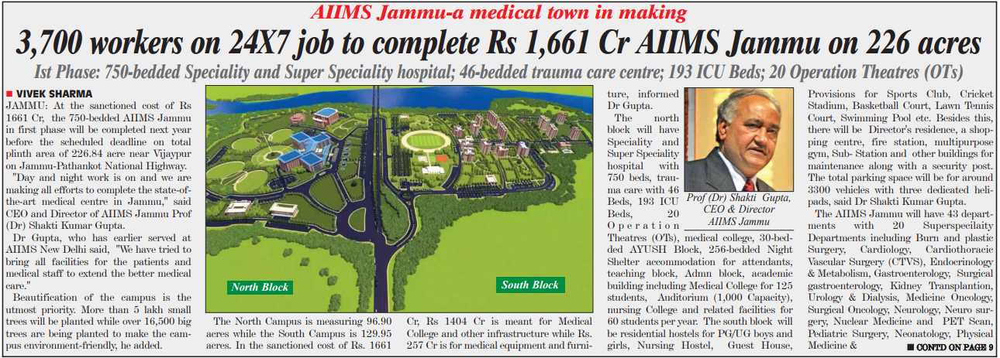 AIIMS Jammu-a medical town in making
3,700 workers on 24X7 job to complete Rs 1,661 Cr AIIMS Jammu on 226 acres
Ist Phase: 750-bedded Speciality and Super Speciality hospital; 46-bedded trauma care centre; 193 ICU Beds; 20 Operation Theatres (OTs)
■ VIVEK SHARMA
JAMMU: At the sanctioned cost of Rs
1661 Cr, the 750-bedded AIIMS Jammu
in first phase will be completed next year
before the scheduled deadline on total
plinth area of 226.84 acre near Vijaypur
on Jammu-Pathankot National Highway.
"Day and night work is on and we are
making all efforts to complete the state-of-
the-art medical centre in Jammu," said
CEO and Director of AIIMS Jammu Prof
(Dr) Shakti Kumar Gupta.
Dr Gupta, who has earlier served at
AIIMS New Delhi said, "We have tried to
bring all facilities for the patients and
medical staff to extend the better medical
care."
Beautification of the campus is the
utmost priority. More than 5 lakh small
trees will be planted while over 16,500 big
trees are being planted to make the cam-
pus environment-friendly, he added.
North Block
South Block
The North Campus is measuring 96.90
acres while the South Campus is 129.95
acres. In the sanctioned cost of Rs. 1661
Cr, Rs 1404 Cr is meant for Medical
College and other infrastructure while Rs.
257 Cr is for medical equipment and furni-
ture, informed
Dr Gupta.
The north
block will have
Speciality and
Super Speciality
hospital with
750 beds, trau-
ma care with 46
Beds, 193 ICU
Beds, 20
Operation
Theatres (OTs), medical college, 30-bed-
ded AYUSH Block, 256-bedded Night
Shelter accommodation for attendants,
teaching block, Admn block, academic
building including Medical College for 125
students, Auditorium (1,000 Capacity),
nursing College and related facilities for
60 students per year. The south block will
be residential hostels for PG/UG boys and
girls, Nursing Hostel, Guest House,
Prof (Dr) Shakti Gupta,
CEO & Director
AIIMS Jammu
Provisions for Sports Club, Cricket
Stadium, Basketball Court, Lawn Tennis
Court, Swimming Pool etc. Besides this,
there will be Director's residence, a shop-
ping centre, fire station, multipurpose
gym, Sub- Station and other buildings for
maintenance along with a security post.
The total parking space will be for around
3300 vehicles with three dedicated heli-
pads, said Dr Shakti Kumar Gupta.
The AIIMS Jammu will have 43 depart-
ments with 20 Superspecilaity
Departments including Burn and plastic
Surgery, Cardiology, Cardiothoracic
Vascular Surgery (CTVS), Endocrinology
& Metabolism, Gastroenterology, Surgical
gastroenterology, Kidney Transplantion,
Urology & Dialysis, Medicine Oncology,
Surgical Oncology, Neurology, Neuro sur-
gery, Nuclear Medicine and PET Scan,
Pediatric Surgery, Neonatology, Physical
Medicine &
■ CONTD ON PAGE 9